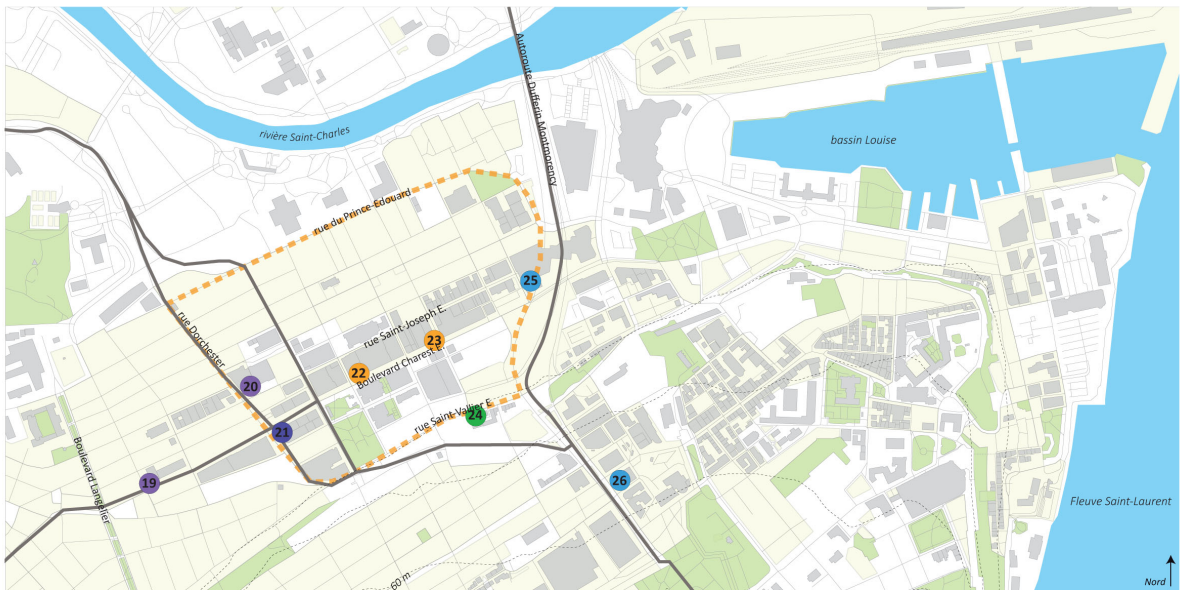 Autoroute Dufferin Montmorency
rivière Saint-Charles
bassin Louise
rue du Prince-Edouard
25
rue Dorchester
rue Saint-Joseph E.
23
22
Boulevard Charest E.
20
rue Saint-Vallier E
24
21
Boulevard Langelier
19
26
Fleuve Saint-Laurent
60 m
Nord